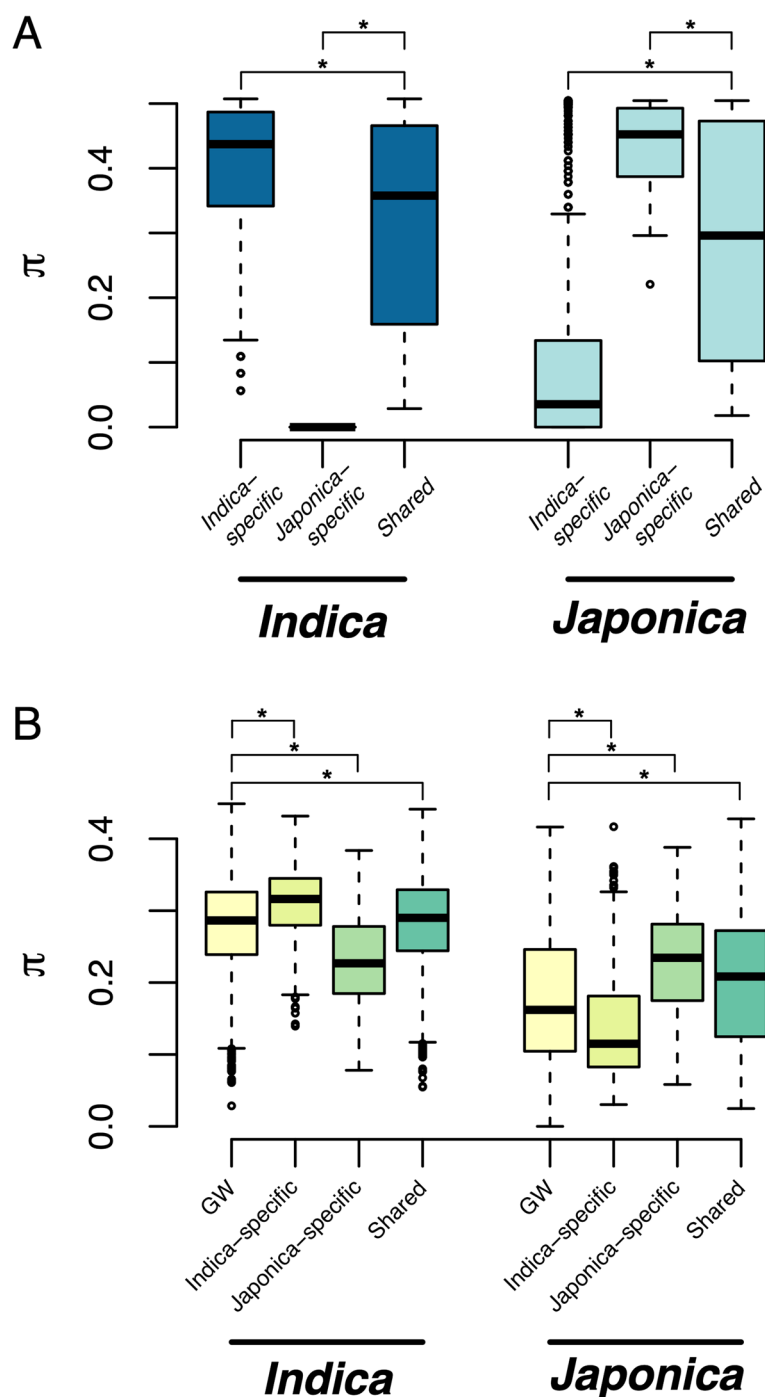 A
*
*
*
*
π
0.0
0.2
0.4
Indica–
specific
Japonica–
specific
Shared
Indica–
specific
Japonica–
specific
Shared
Indica
Japonica
B
*
*
*
*
*
*
π
0.0
0.2
0.4
GW
Indica–specific
Japonica–specific
Shared
GW
Indica–specific
Japonica–specific
Shared
Indica
Japonica